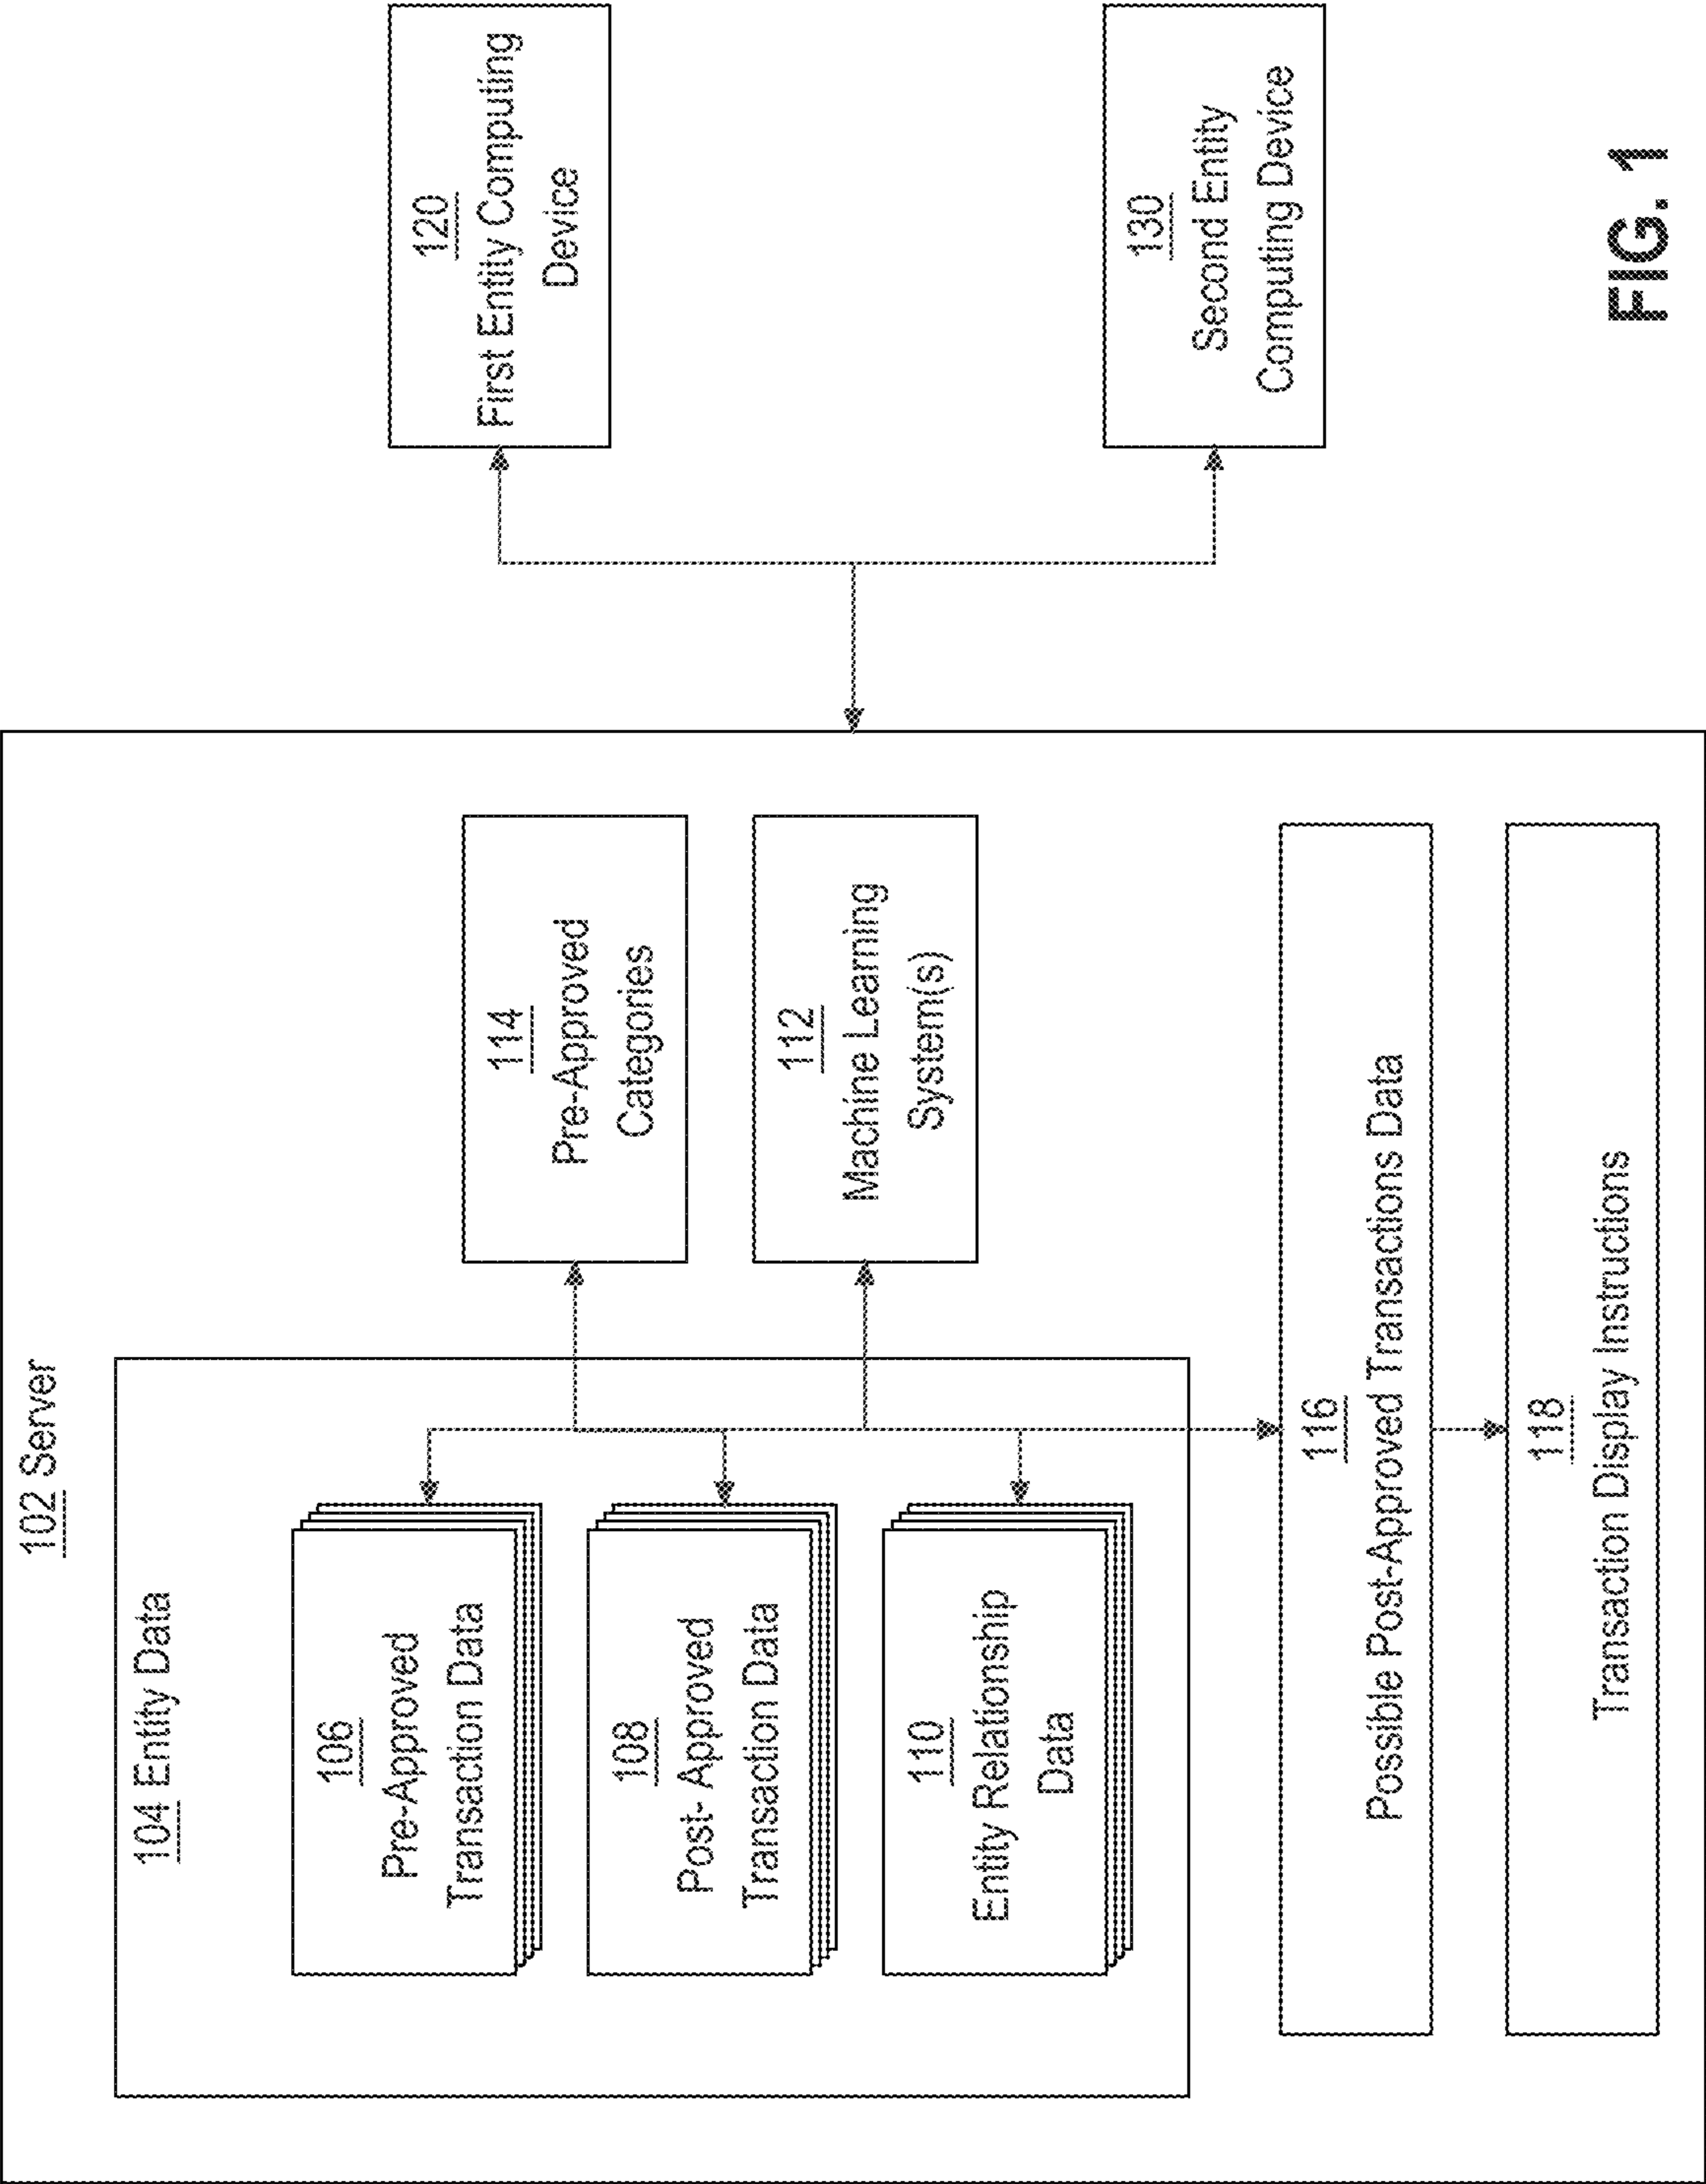 102 Server
104 Entity Data
106
Pre-Approved
Transaction Data
108
Post- Approved
Transaction Data
110
Entity Relationship
Data
114
Pre-Approved
Categories
112
Machine Learning
System(s)
116
Possible Post-Approved Transactions Data
118
Transaction Display Instructions
120
First Entity Computing
Device
130
Second Entity
Computing Device
FIG. 1